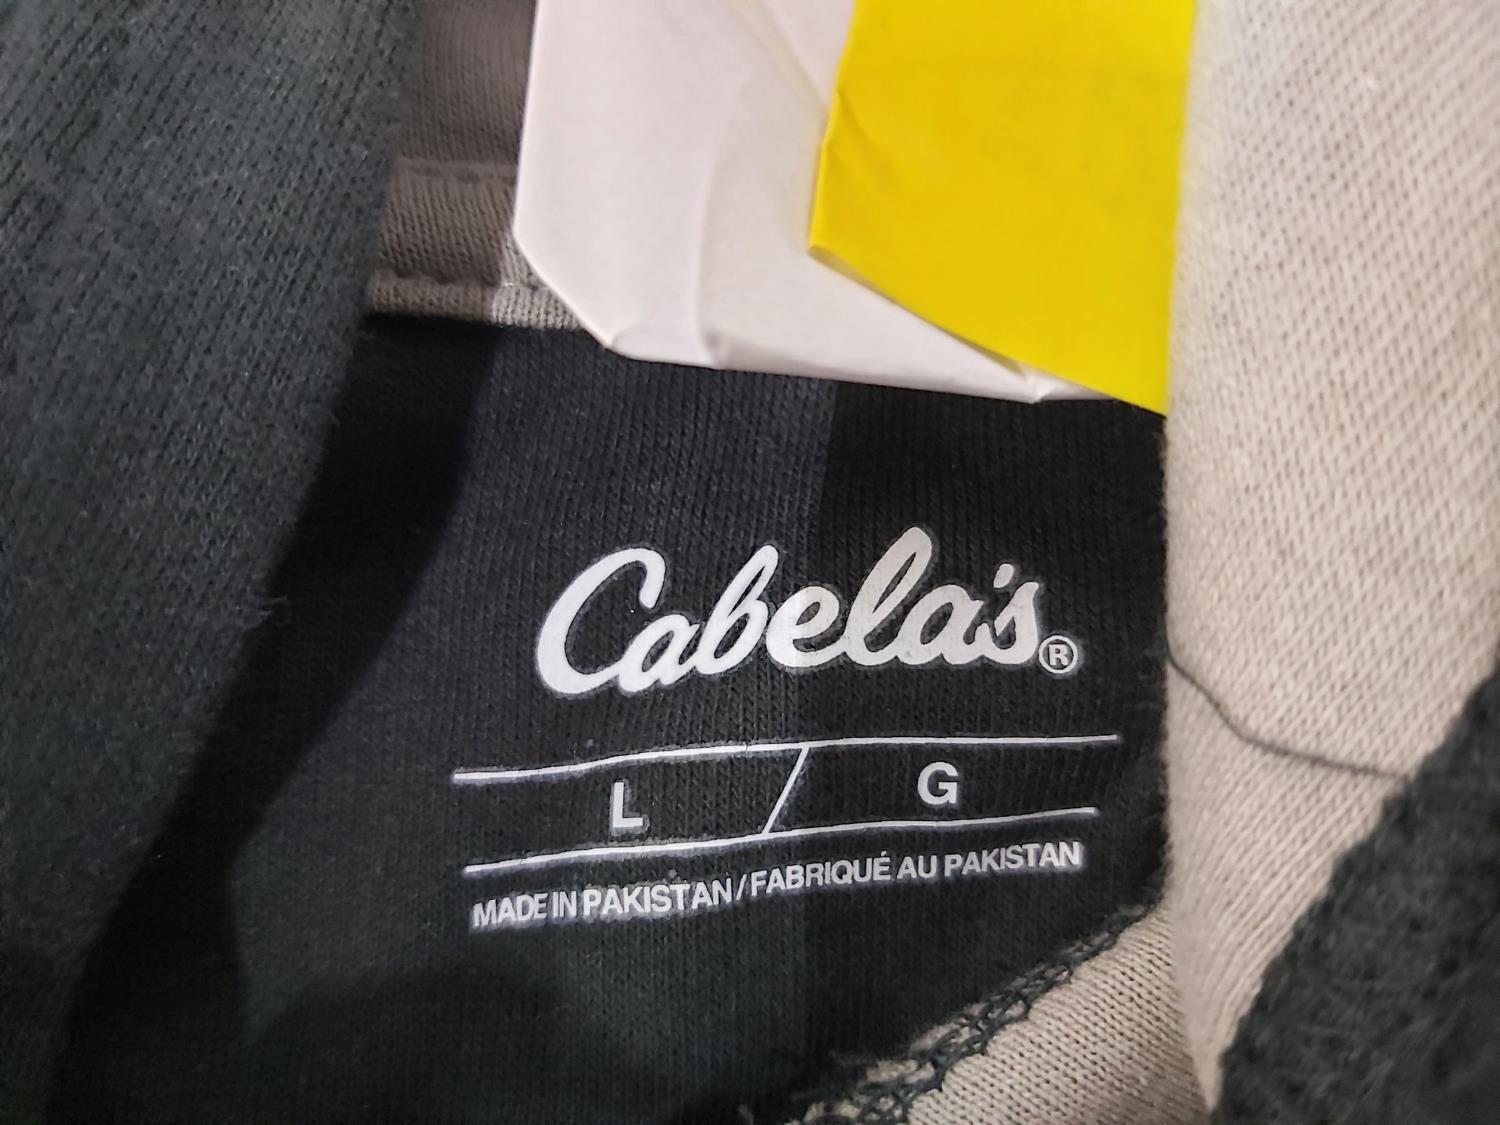 Cabela's®
L / G
MADE IN PAKISTAN/FABRIQUÉ AU PAKISTAN